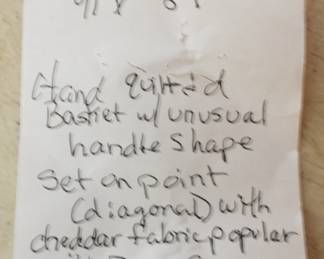 Hand quilted
Basket w/ unusual
handle shape
set on point
(diagonal) with
cheddar fabric popular